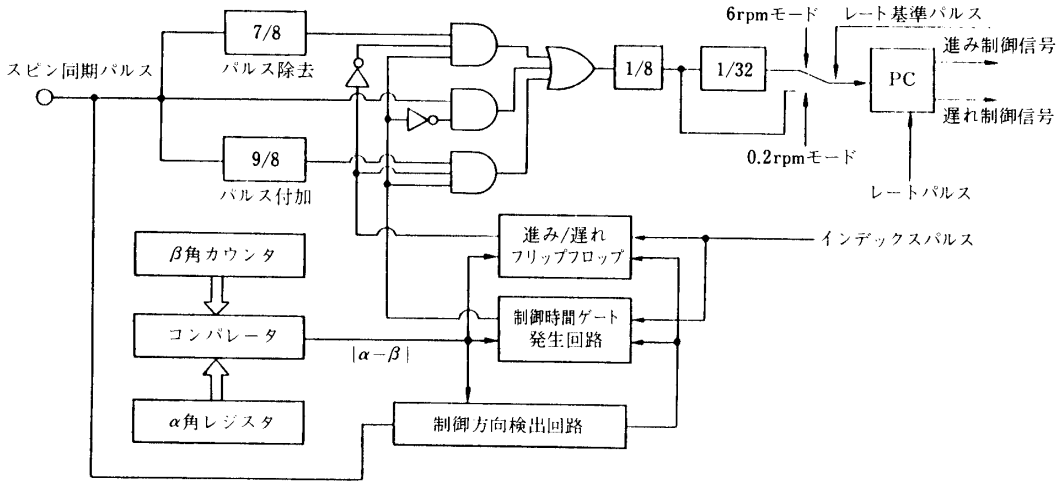 6rpmモード
レート基準パルス
進み制御信号
7/8
パルス除去
スピン同期パルス
1/8
1/32
PC
遅れ制御信号
9/8
パルス付加
0.2rpmモード
レートパルス
進み/遅れ
フリップフロップ
インデックスパルス
β角カウンタ
制御時間ゲート
発生回路
コンパレータ
|α−β|
α角レジスタ
制御方向検出回路